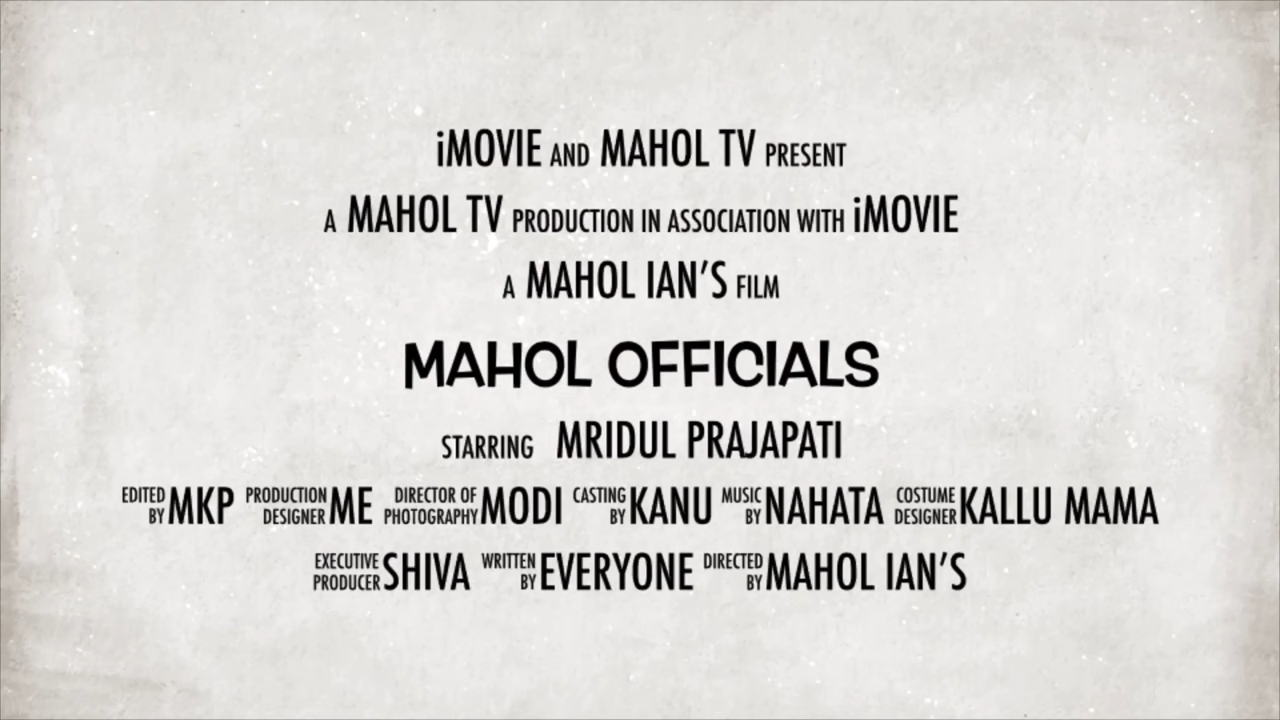 iMOVIE AND MAHOL TV PRESENT
A MAHOL TV PRODUCTION IN ASSOCIATION WITH iMOVIE
A MAHOL IAN'S FILM
MAHOL OFFICIALS
STARRING MRIDUL PRAJAPATI
EDITED BY MKP PRODUCTION DESIGNER ME DIRECTOR OF PHOTOGRAPHY MODI CASTING BY KANU MUSIC BY NAHATA COSTUME DESIGNER KALLU MAMA
EXECUTIVE PRODUCER SHIVA WRITTEN BY EVERYONE DIRECTED BY MAHOL IAN'S